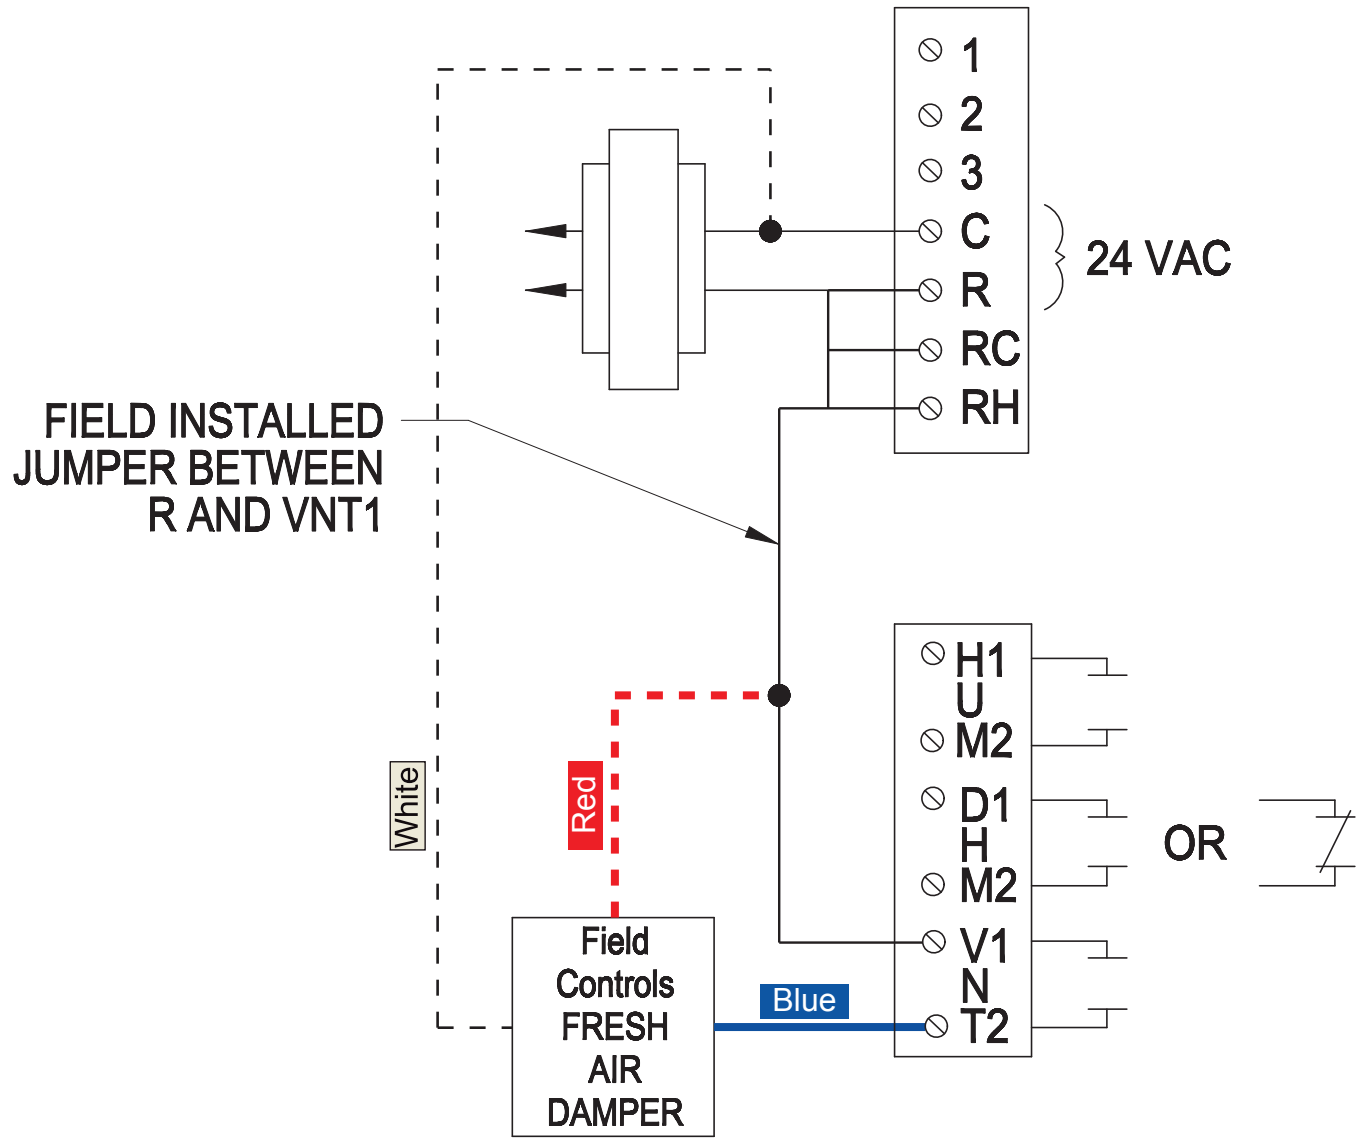 1
2
3
C
R
RC
RH
24 VAC
FIELD INSTALLED
JUMPER BETWEEN
R AND VNT1
H1
U
M2
D1
H
M2
V1
N
T2
OR
White
Red
Blue
Field
Controls
FRESH
AIR
DAMPER